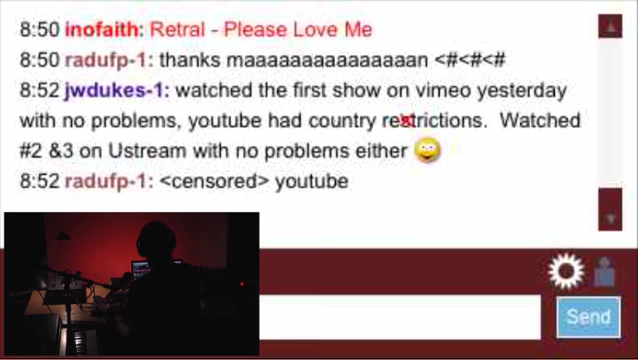 8:50 inofaith: Retral - Please Love Me
8:50 radufp-1: thanks maaaaaaaaaaaaaaaan <#<#<#
8:52 jwdukes-1: watched the first show on vimeo yesterday
with no problems, youtube had country restrictions. Watched
#2 &3 on Ustream with no problems either
8:52 radufp-1: <censored> youtube
Send